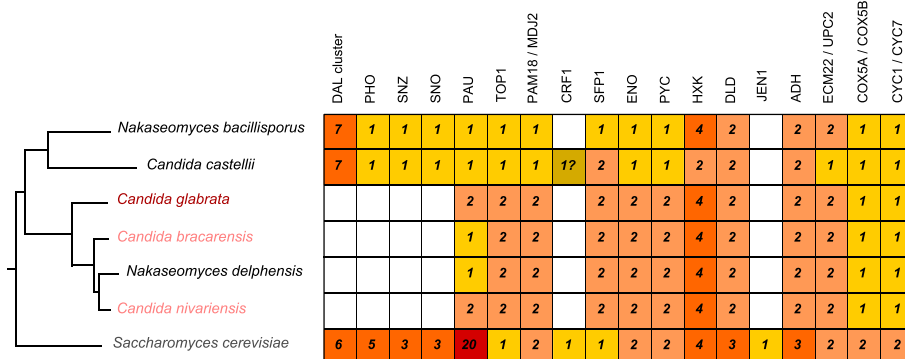 DAL cluster PHO SNZ SNO PAU TOP1 PAM18 / MDJ2 CRF1 SFP1 ENO PYC HXK DLD JEN1 ADH ECM22 / UPC2 COX5A / COX5B CYC1 / CYC7
Nakaseomyces bacillisporus 7 1 1 1 1 1 1 1 1 1 4 2 2 2 1 1
Candida castellii 7 1 1 1 1 1 1 1? 2 1 1 2 2 2 1 1 1
Candida glabrata 2 2 2 2 2 2 4 2 2 2 1 1
Candida bracarensis 1 2 2 2 2 2 4 2 2 2 1 1
Nakaseomyces delphensis 1 2 2 2 2 2 4 2 2 2 1 1
Candida nivariensis 2 2 2 2 2 2 4 2 2 2 1 1
Saccharomyces cerevisiae 6 5 3 3 20 1 2 1 1 2 2 4 3 1 3 2 2 2